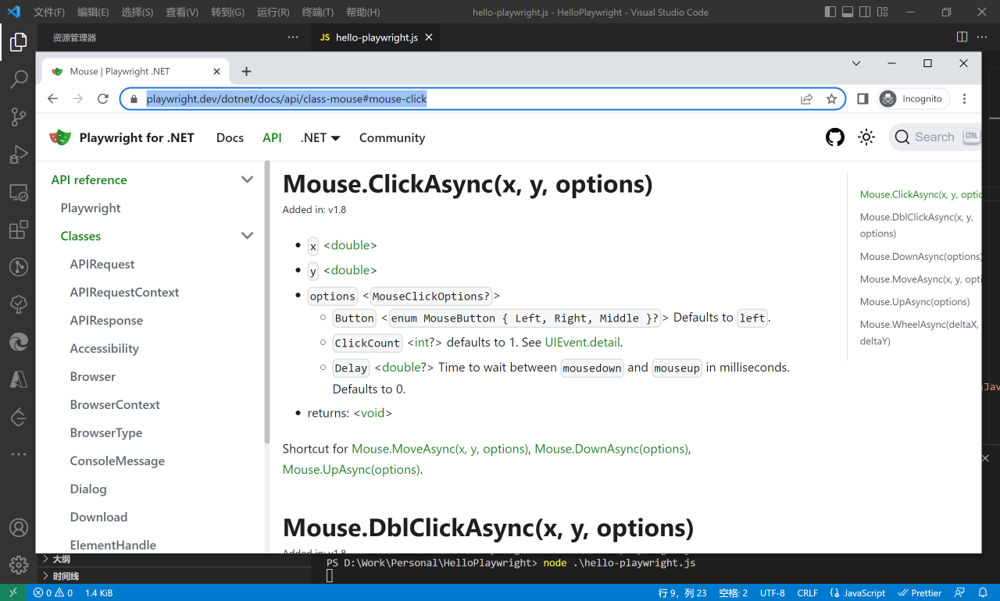 文件(F) 编辑(E) 选择(S) 查看(V) 转到(G) 运行(R) 终端(T) 帮助(H) hello-playwright.js - HelloPlaywright - Visual Studio Code
资源管理器 ··· JS hello-playwright.js
Mouse | Playwright .NET
playwright.dev/dotnet/docs/api/class-mouse#mouse-click Incognito
Playwright for .NET Docs API .NET Community Search CTRL
API reference
Playwright
Classes
APIRequest
APIRequestContext
APIResponse
Accessibility
Browser
BrowserContext
BrowserType
ConsoleMessage
Dialog
Download
ElementHandle
Mouse.ClickAsync(x, y, options)
Added in: v1.8
x <double>
y <double>
options <MouseClickOptions?>
Button <enum MouseButton { Left, Right, Middle }?> Defaults to left.
ClickCount <int?> defaults to 1. See UIEvent.detail.
Delay <double?> Time to wait between mousedown and mouseup in milliseconds.
Defaults to 0.
returns: <void>
Shortcut for Mouse.MoveAsync(x, y, options), Mouse.DownAsync(options),
Mouse.UpAsync(options).
Mouse.DblClickAsync(x, y, options)
Added in: v1.8
Mouse.ClickAsync(x, y, optio
Mouse.DblClickAsync(x, y,
options)
Mouse.DownAsync(options)
Mouse.MoveAsync(x, y, opti
Mouse.UpAsync(options)
Mouse.WheelAsync(deltaX,
deltaY)
Jav
大纲
时间线
PS D:\Work\Personal\HelloPlaywright> node .\hello-playwright.js
0 0 1.4 KiB 行 9，列 23 空格: 2 UTF-8 CRLF JavaScript Prettier